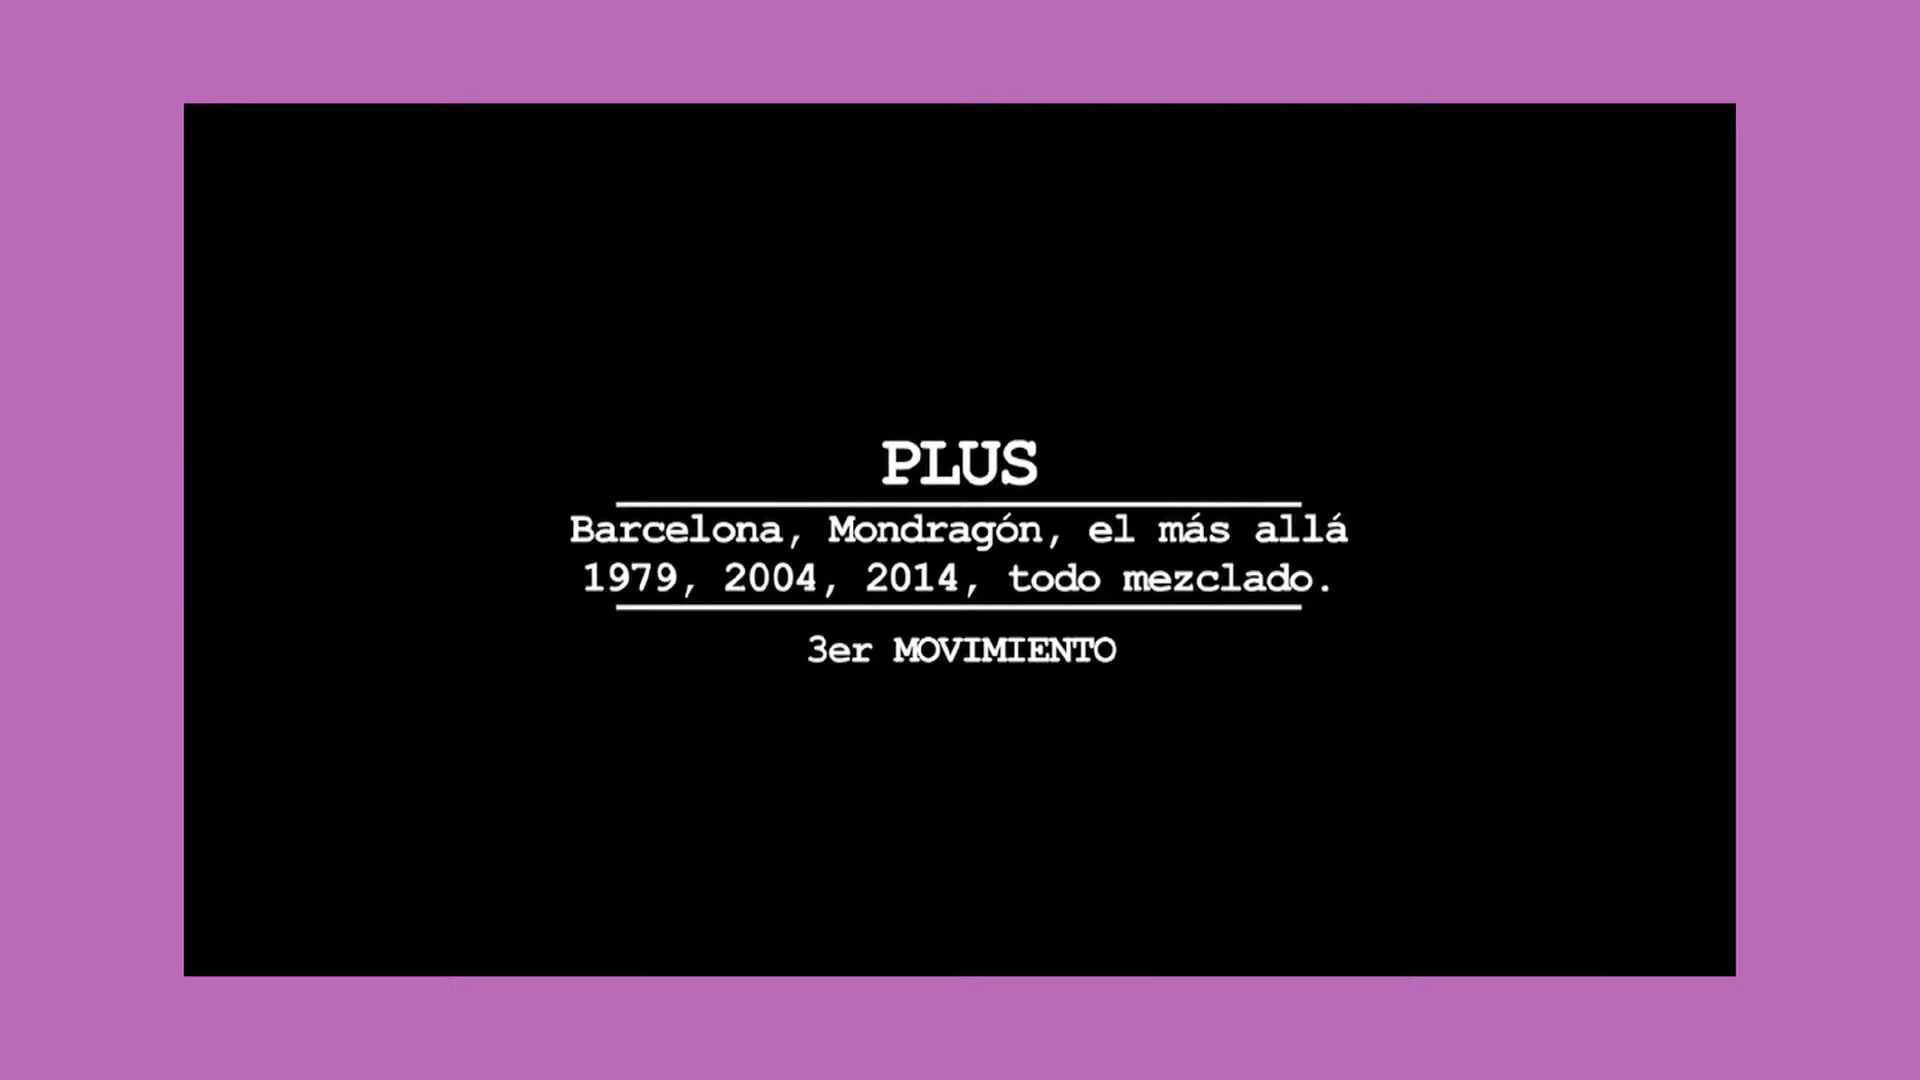 PLUS
Barcelona, Mondragón, el más allá
1979, 2004, 2014, todo mezclado.
3er MOVIMIENTO